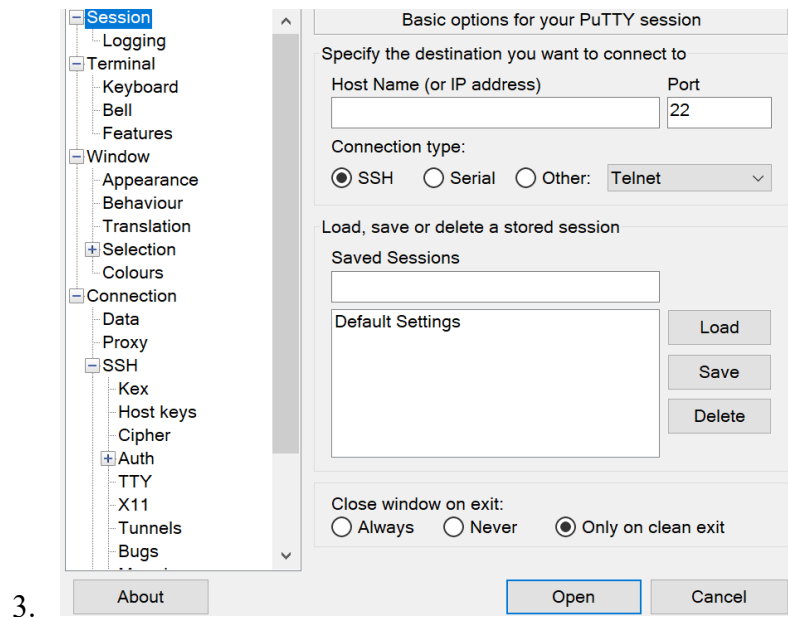 Session
Logging
Terminal
Keyboard
Bell
Features
Window
Appearance
Behaviour
Translation
Selection
Colours
Connection
Data
Proxy
SSH
Kex
Host keys
Cipher
Auth
TTY
X11
Tunnels
Bugs
Basic options for your PuTTY session
Specify the destination you want to connect to
Host Name (or IP address) Port
22
Connection type:
SSH Serial Other: Telnet
Load, save or delete a stored session
Saved Sessions
Default Settings
Load
Save
Delete
Close window on exit:
Always Never Only on clean exit
3. About Open Cancel